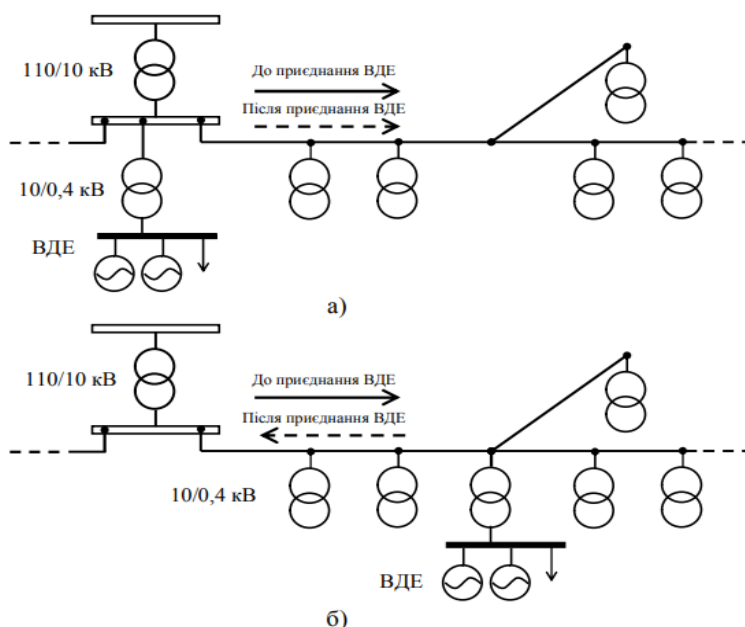 110/10 кВ
До приєднання ВДЕ
Після приєднання ВДЕ
10/0,4 кВ
ВДЕ
а)
110/10 кВ
До приєднання ВДЕ
Після приєднання ВДЕ
10/0,4 кВ
ВДЕ
б)